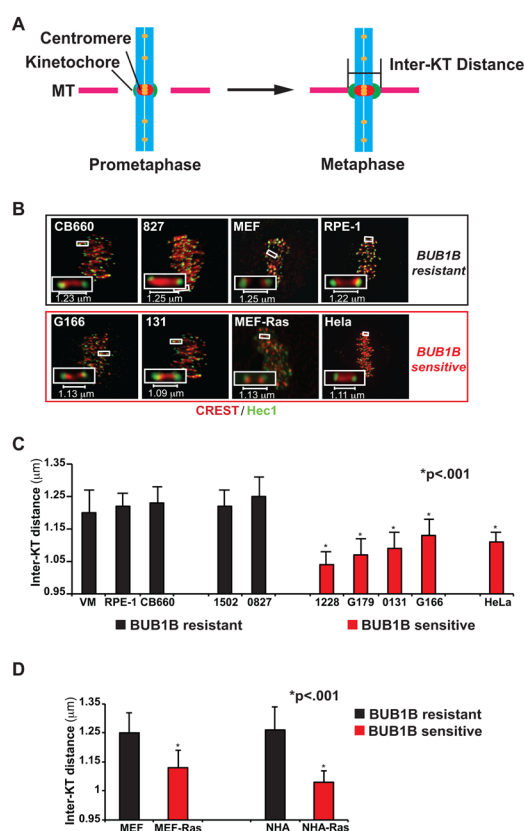 A
Centromere
Kinetochore
MT
Inter-KT Distance
Prometaphase
Metaphase
B
CB660
827
MEF
RPE-1
1.23 µm
1.25 µm
1.25 µm
1.22 µm
BUB1B
resistant
G166
131
MEF-Ras
Hela
1.13 µm
1.09 µm
1.13 µm
1.11 µm
BUB1B
sensitive
CREST/Hec1
C
Inter-KT distance (µm)
1.35
1.25
1.15
1.05
0.95
*p<.001
* * * * *
VM RPE-1 CB660 1502 0827 1228 G179 0131 G166 HeLa
BUB1B resistant
BUB1B sensitive
D
Inter-KT distance (µm)
1.35
1.25
1.15
1
0.95
*p<.001
* *
BUB1B resistant
BUB1B sensitive
MEF MEF-Ras NHA NHA-Ras